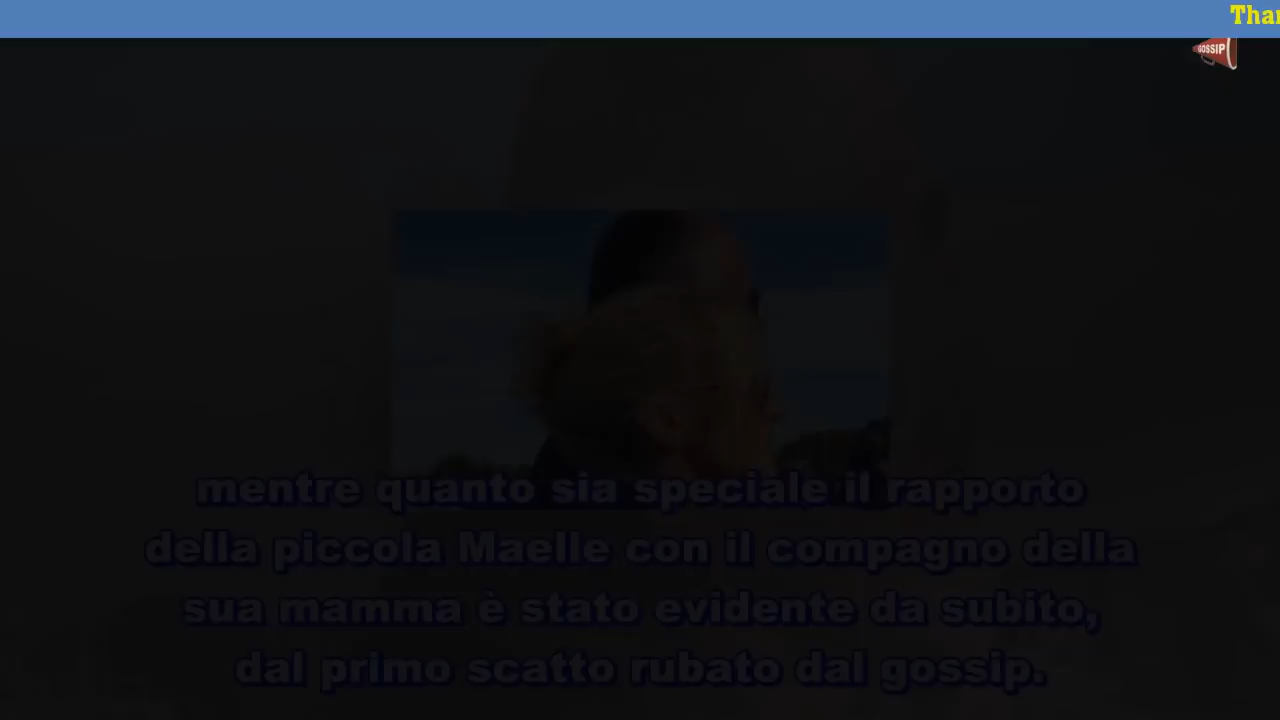 GOSSIP
mentre quanto sia speciale il rapporto
della piccola Maelle con il compagno della
sua mamma è stato evidente da subito,
dal primo scatto rubato dal gossip.